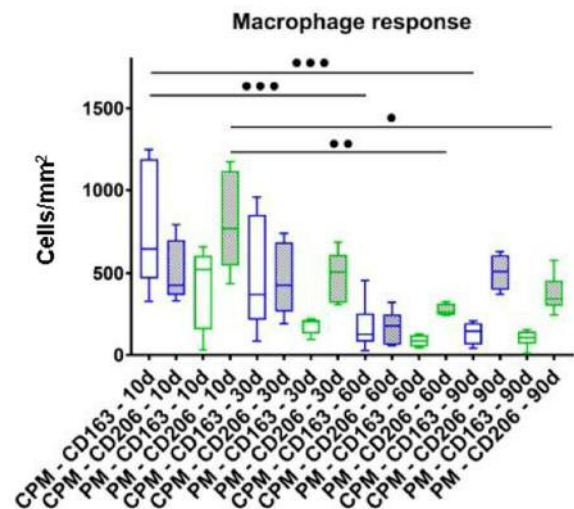 Macrophage response
Cells/mm²
1500
1000
500
0
CPM - CD163 - 10d
CPM - CD206 - 10d
PM - CD163 - 10d
PM - CD206 - 10d
CPM - CD163 - 30d
CPM - CD206 - 30d
PM - CD163 - 30d
PM - CD206 - 30d
CPM - CD163 - 60d
CPM - CD206 - 60d
PM - CD163 - 60d
PM - CD206 - 60d
CPM - CD163 - 90d
CPM - CD206 - 90d
PM - CD163 - 90d
PM - CD206 - 90d